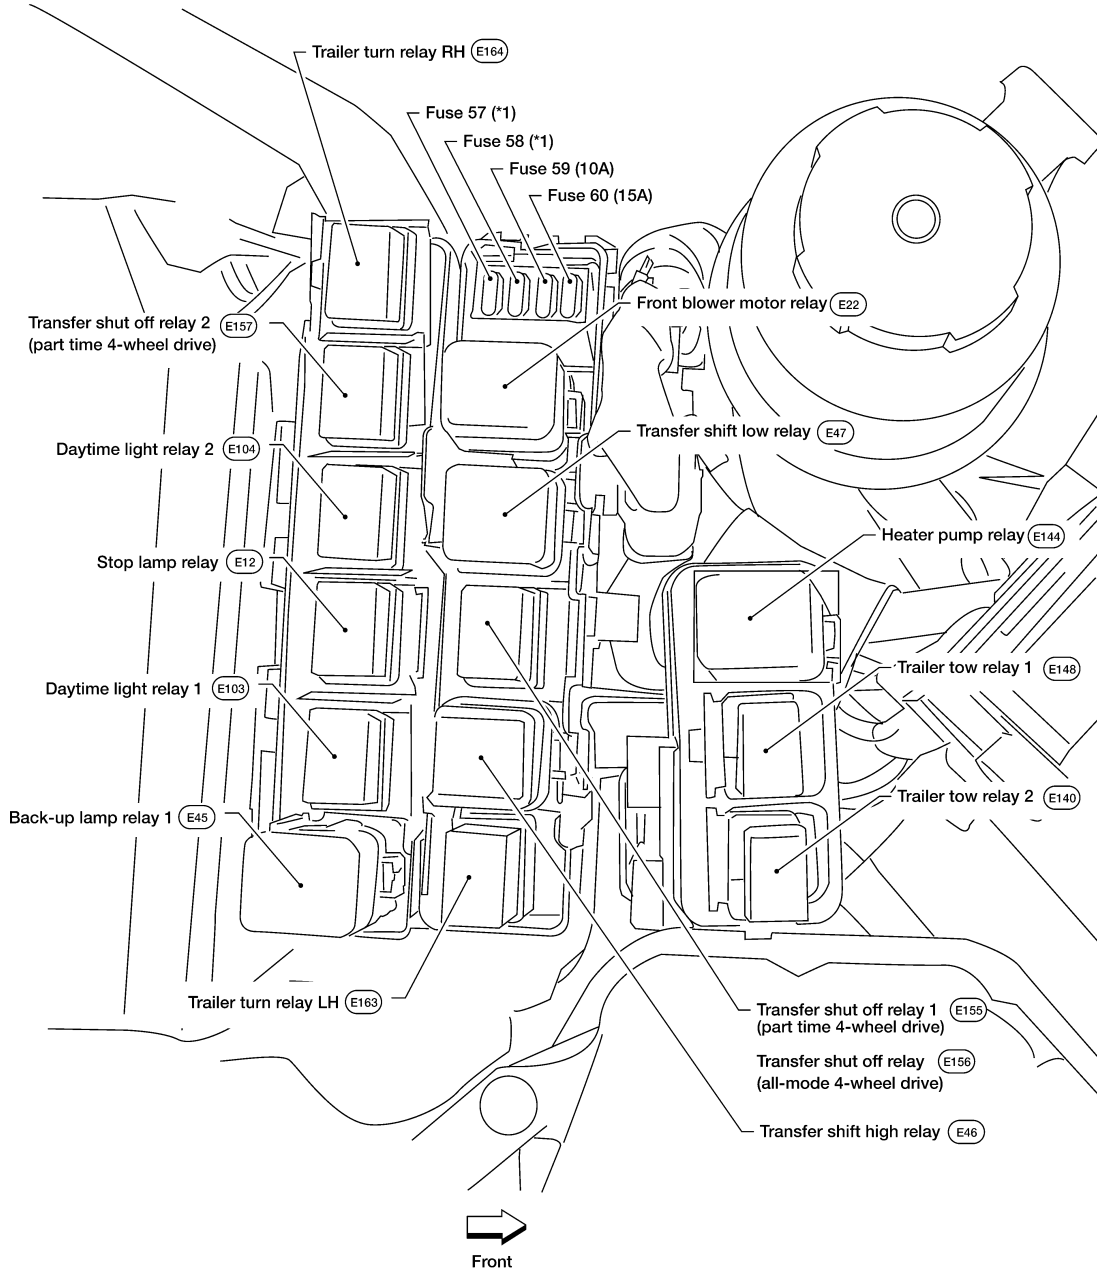 Trailer turn relay RH E164
Fuse 57 (*1)
Fuse 58 (*1)
Fuse 59 (10A)
Fuse 60 (15A)
Front blower motor relay E22
Transfer shut off relay 2 E157
(part time 4-wheel drive)
Transfer shift low relay E47
Daytime light relay 2 E104
Heater pump relay E144
Stop lamp relay E12
Trailer tow relay 1 E148
Daytime light relay 1 E103
Trailer tow relay 2 E140
Back-up lamp relay 1 E45
Trailer turn relay LH E163
Transfer shut off relay 1 E155
(part time 4-wheel drive)
Transfer shut off relay E156
(all-mode 4-wheel drive)
Transfer shift high relay E46
Front